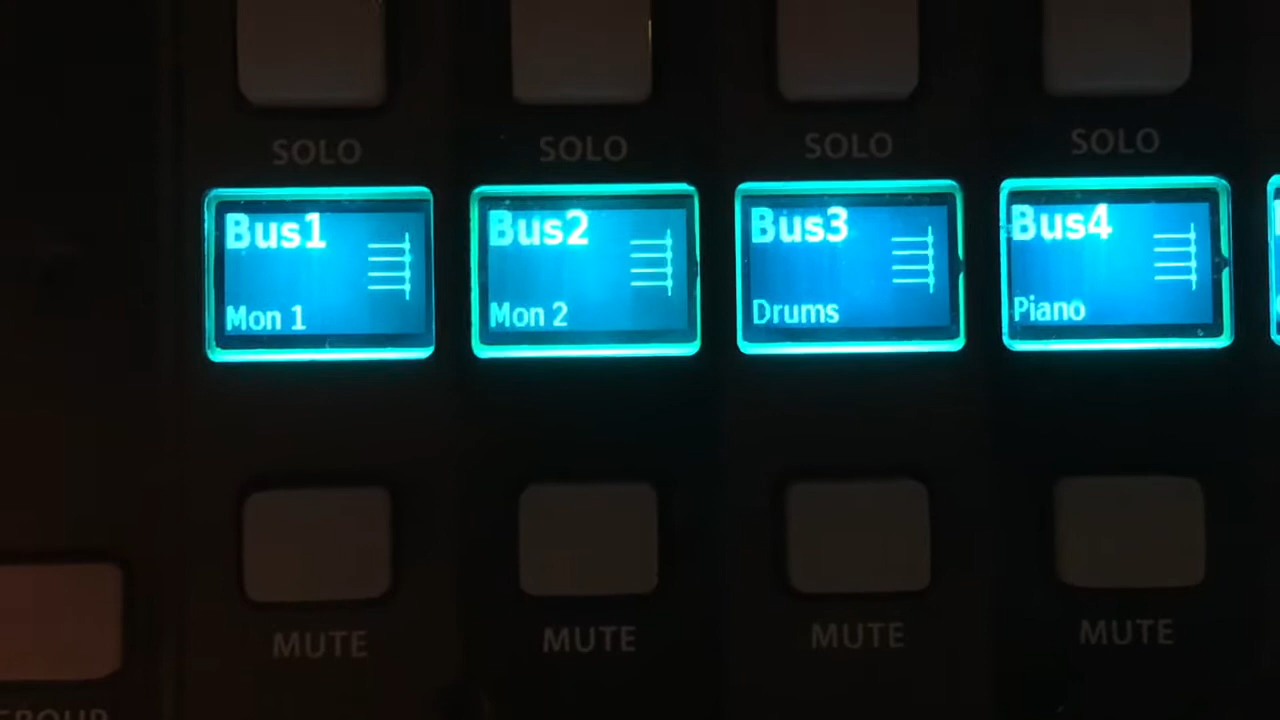 SOLO SOLO SOLO SOLO
Bus1 Bus2 Bus3 Bus4
Mon 1 Mon 2 Drums Piano
MUTE MUTE MUTE MUTE